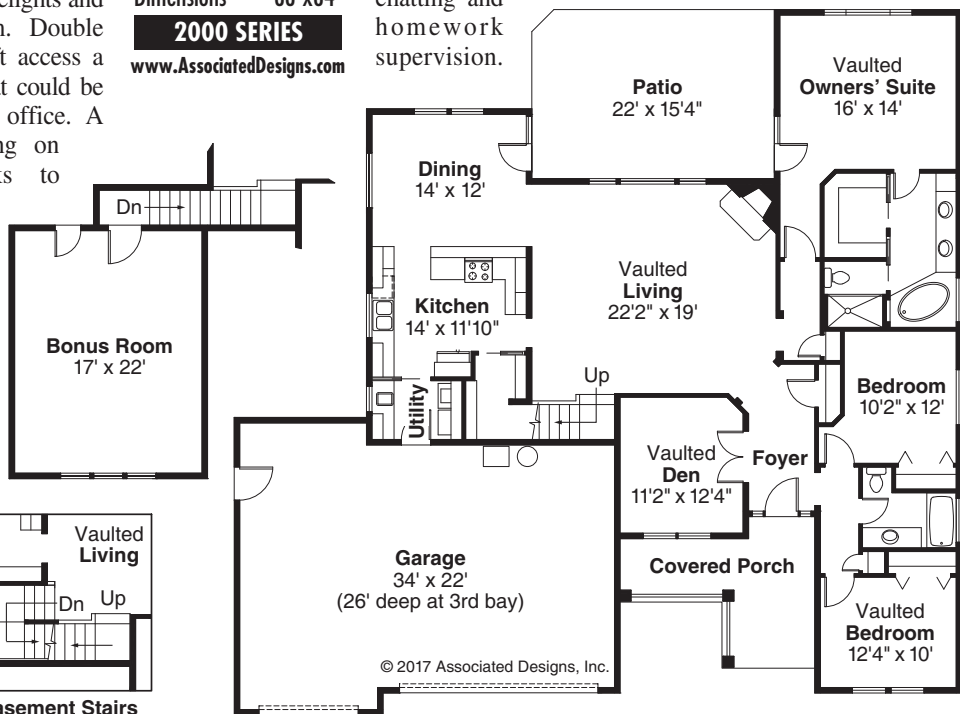 elights and
n. Double
ft access a
t could be
office. A
ng on
ks to
Dimensions
2000 SERIES
www.AssociatedDesigns.com
chatting and
homework
supervision.
Patio
22' x 15'4"
Vaulted
Owners' Suite
16' x 14'
Dining
14' x 12'
Dn
Bonus Room
17' x 22'
Vaulted
Living
22'2" x 19'
Kitchen
14' x 11'10"
Up
Utility
Bedroom
10'2" x 12'
Vaulted
Den
11'2" x 12'4"
Foyer
Vaulted
Living
Dn
Up
asement Stairs
Garage
34' x 22'
(26' deep at 3rd bay)
Covered Porch
Vaulted
Bedroom
12'4" x 10'
© 2017 Associated Designs, Inc.